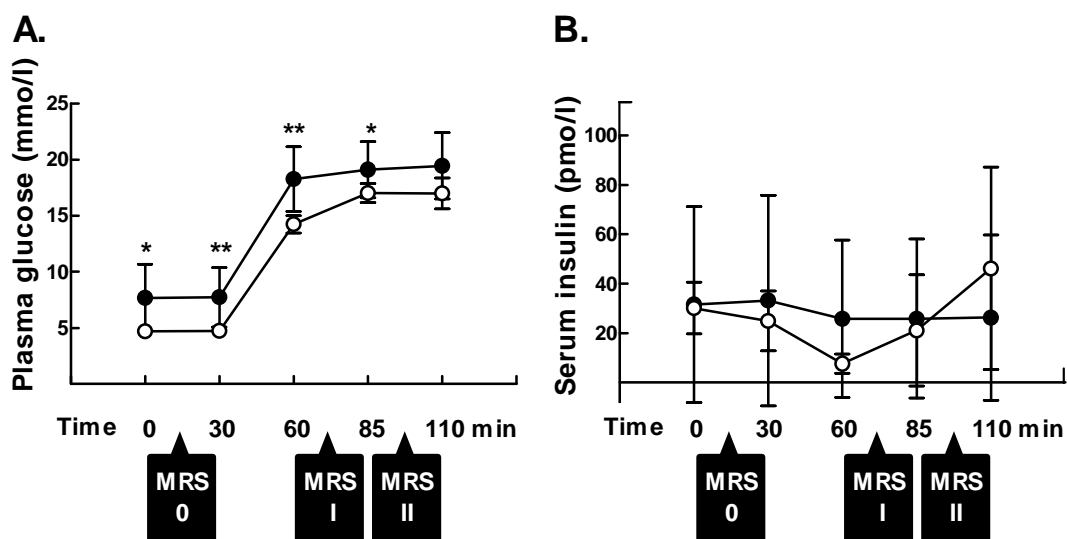 A.
Plasma glucose (mmo/l)
25
20
15
10
5
* ** ** *
Time 0 30 60 85 110 min
MRS 0
MRS I
MRS II
B.
Serum insulin (pmo/l)
100
80
60
40
20
0 30 60 85 110 min
Time
MRS 0
MRS I
MRS II